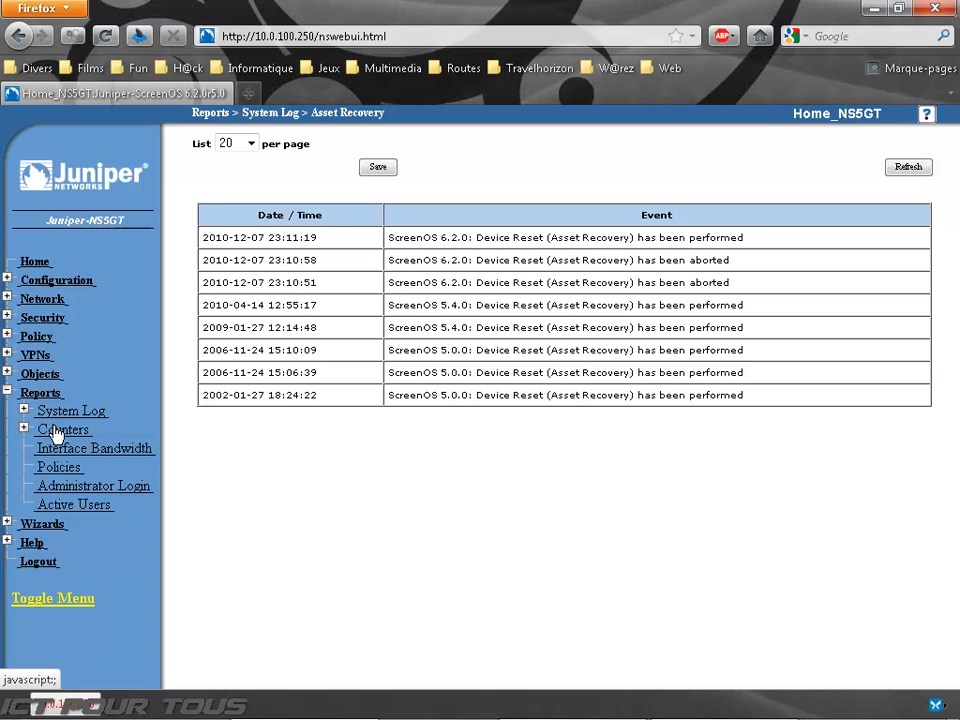 Firefox
http://10.0.100.250/nswebui.html
ABP
Google
Divers Films Fun H@ck Informatique Jeux Multimedia Routes Travelhorizon W@rez Web Marque-pages
Home_NS5GT:Juniper-ScreenOS 6.2.0r5.0
Reports > System Log > Asset Recovery
Home_NS5GT
?
List 20 per page
Save
Refresh
Juniper
NETWORKS
Juniper-NS5GT
Home
Configuration
Network
Security
Policy
VPNs
Objects
Reports
System Log
Counters
Interface Bandwidth
Policies
Administrator Login
Active Users
Wizards
Help
Logout
Toggle Menu
Date / Time Event
2010-12-07 23:11:19 ScreenOS 6.2.0: Device Reset (Asset Recovery) has been performed
2010-12-07 23:10:58 ScreenOS 6.2.0: Device Reset (Asset Recovery) has been aborted
2010-12-07 23:10:51 ScreenOS 6.2.0: Device Reset (Asset Recovery) has been aborted
2010-04-14 12:55:17 ScreenOS 5.4.0: Device Reset (Asset Recovery) has been performed
2009-01-27 12:14:48 ScreenOS 5.4.0: Device Reset (Asset Recovery) has been performed
2006-11-24 15:10:09 ScreenOS 5.0.0: Device Reset (Asset Recovery) has been performed
2006-11-24 15:06:39 ScreenOS 5.0.0: Device Reset (Asset Recovery) has been performed
2002-01-27 18:24:22 ScreenOS 5.0.0: Device Reset (Asset Recovery) has been performed
javascript:;
ICT FOUR TOUS